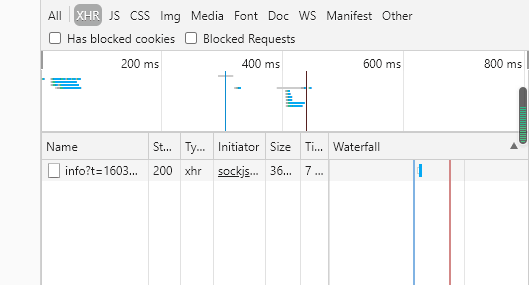 All XHR JS CSS Img Media Font Doc WS Manifest Other
Has blocked cookies Blocked Requests
200 ms 400 ms 600 ms 800 ms
Name St... Ty... Initiator Size Ti... Waterfall
info?t=1603... 200 xhr sockjs... 36... 7 ...